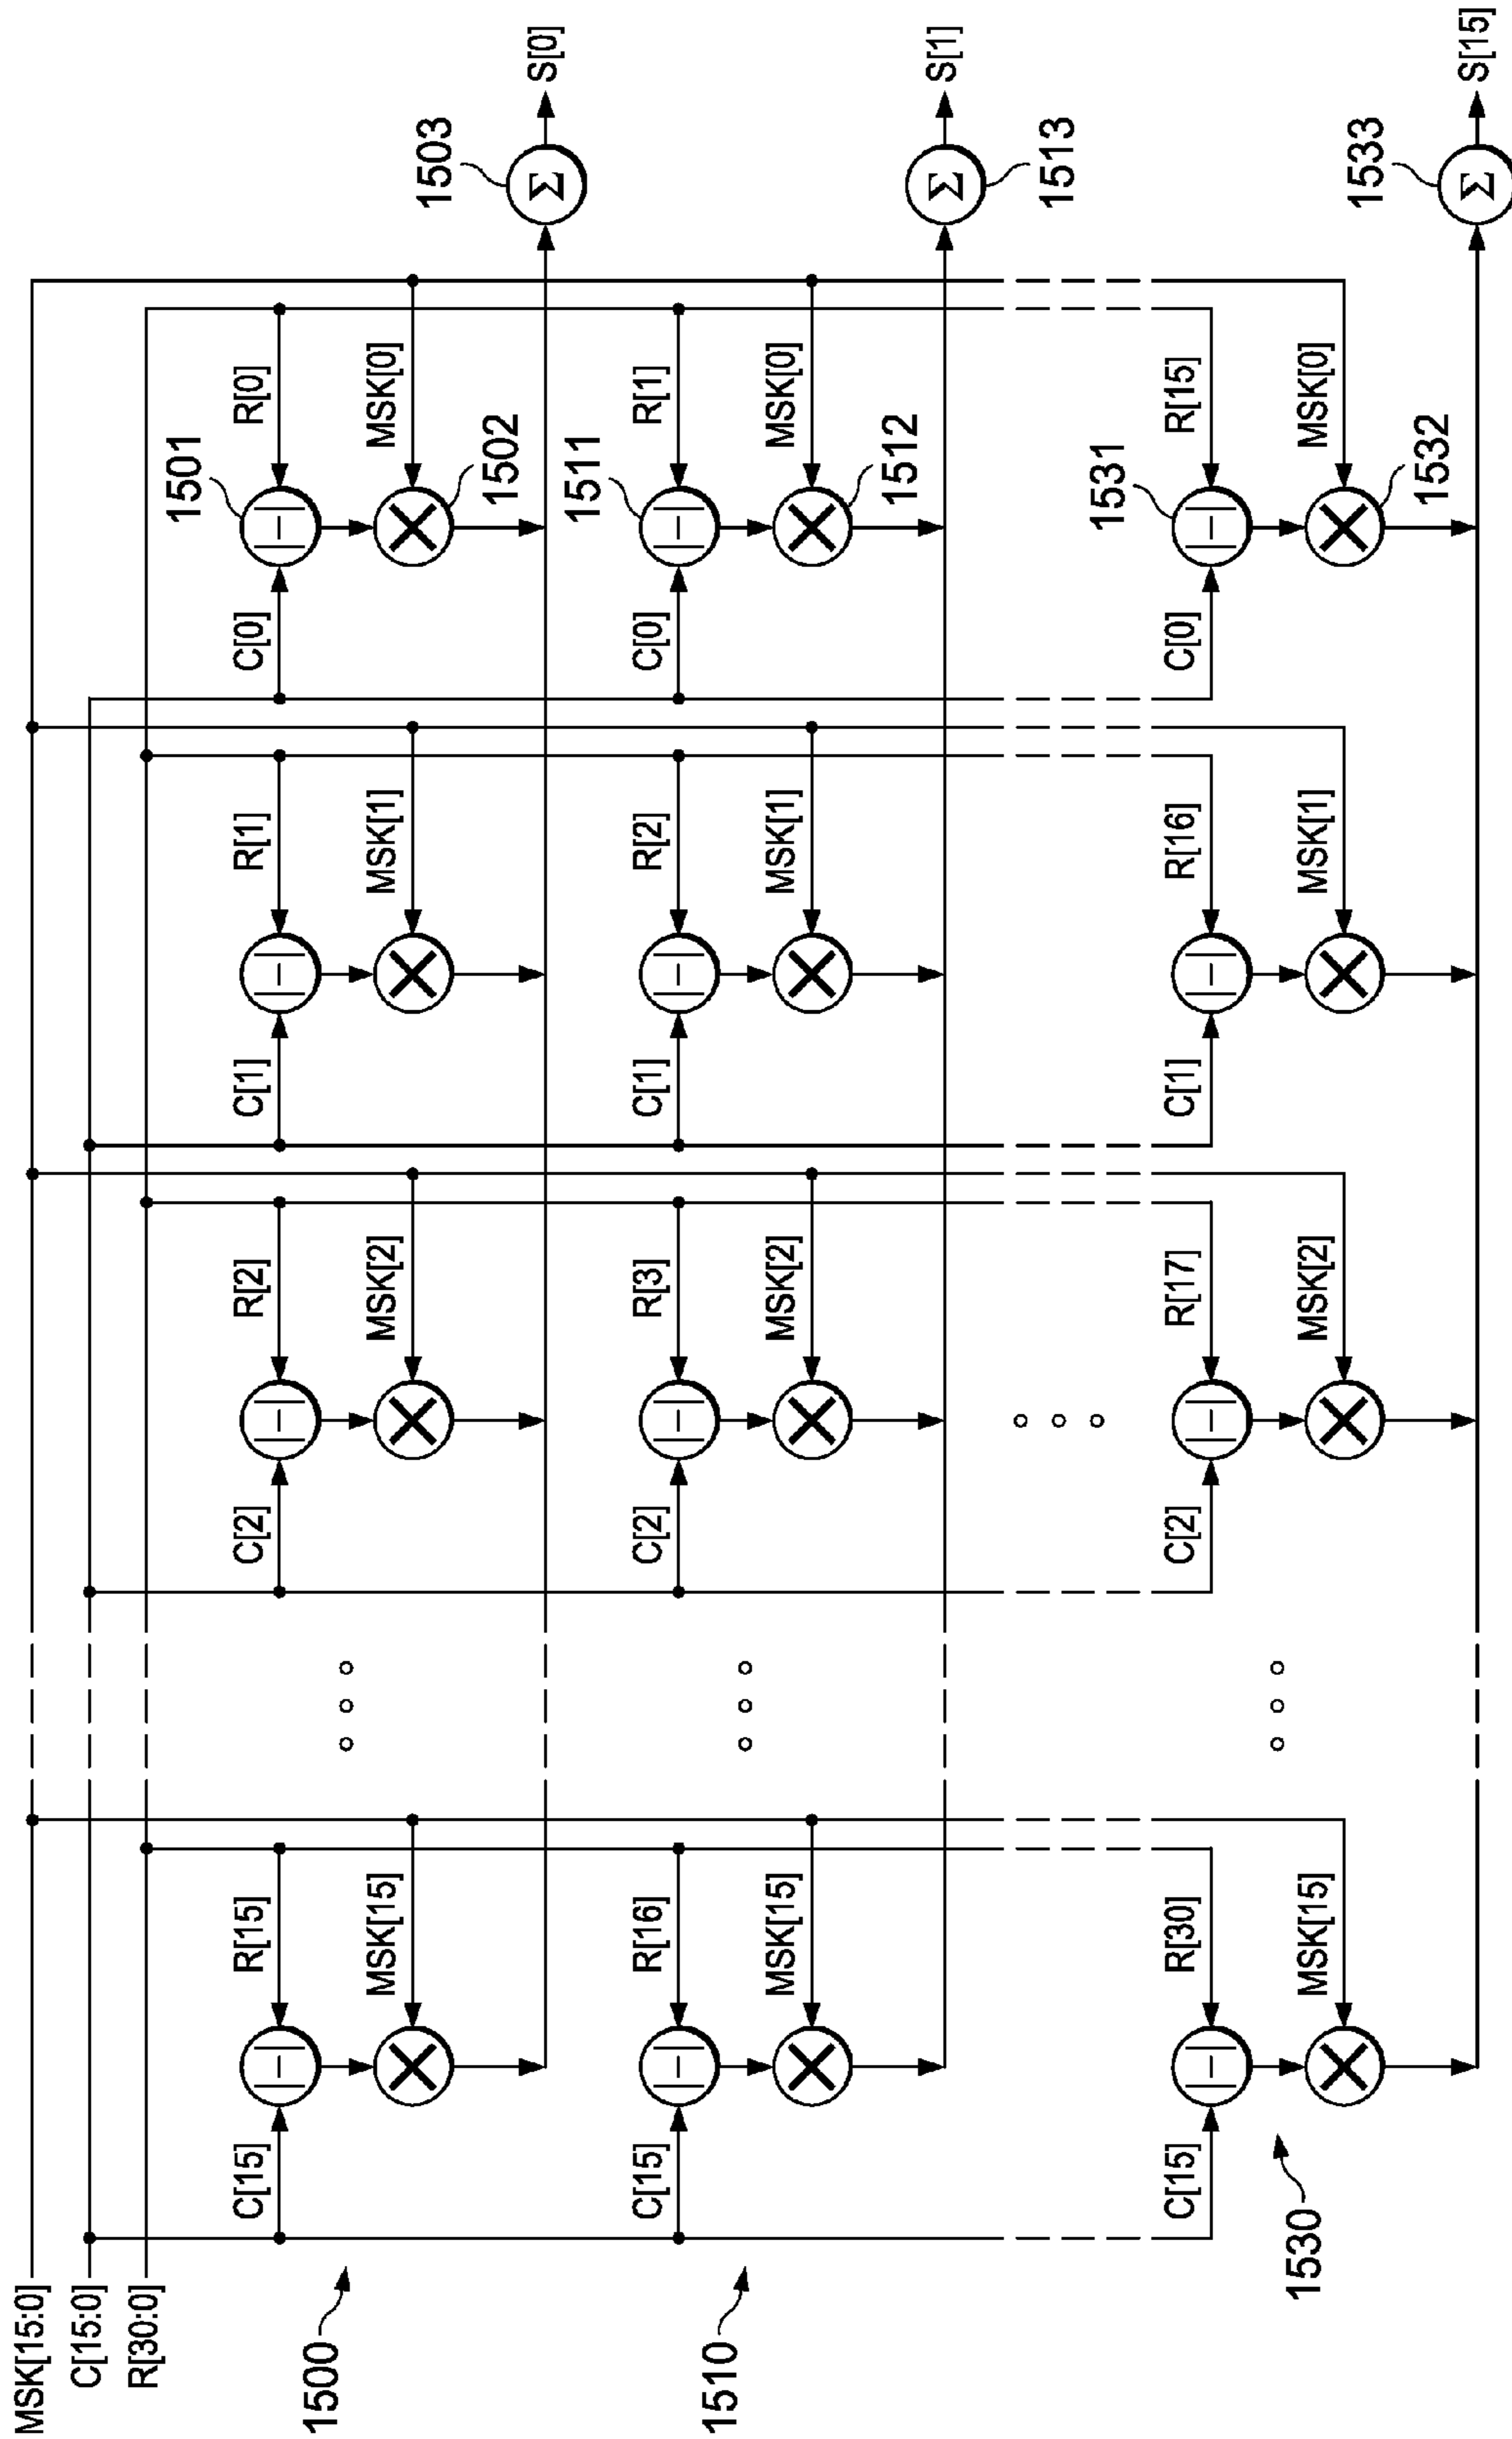 MSK[15:0]
C[15:0]
R[30:0]
1500
C[15]
R[15]
MSK[15]
C[2]
R[2]
MSK[2]
C[1]
R[1]
MSK[1]
C[0]
1501
R[0]
MSK[0]
1502
1503
Σ
S[0]
1510
C[15]
R[16]
MSK[15]
C[2]
R[3]
MSK[2]
C[1]
R[2]
MSK[1]
C[0]
1511
R[1]
MSK[0]
1512
Σ
1513
S[1]
1530
C[15]
R[30]
MSK[15]
C[2]
R[17]
MSK[2]
C[1]
R[16]
MSK[1]
C[0]
1531
R[15]
MSK[0]
1532
1533
Σ
S[15]